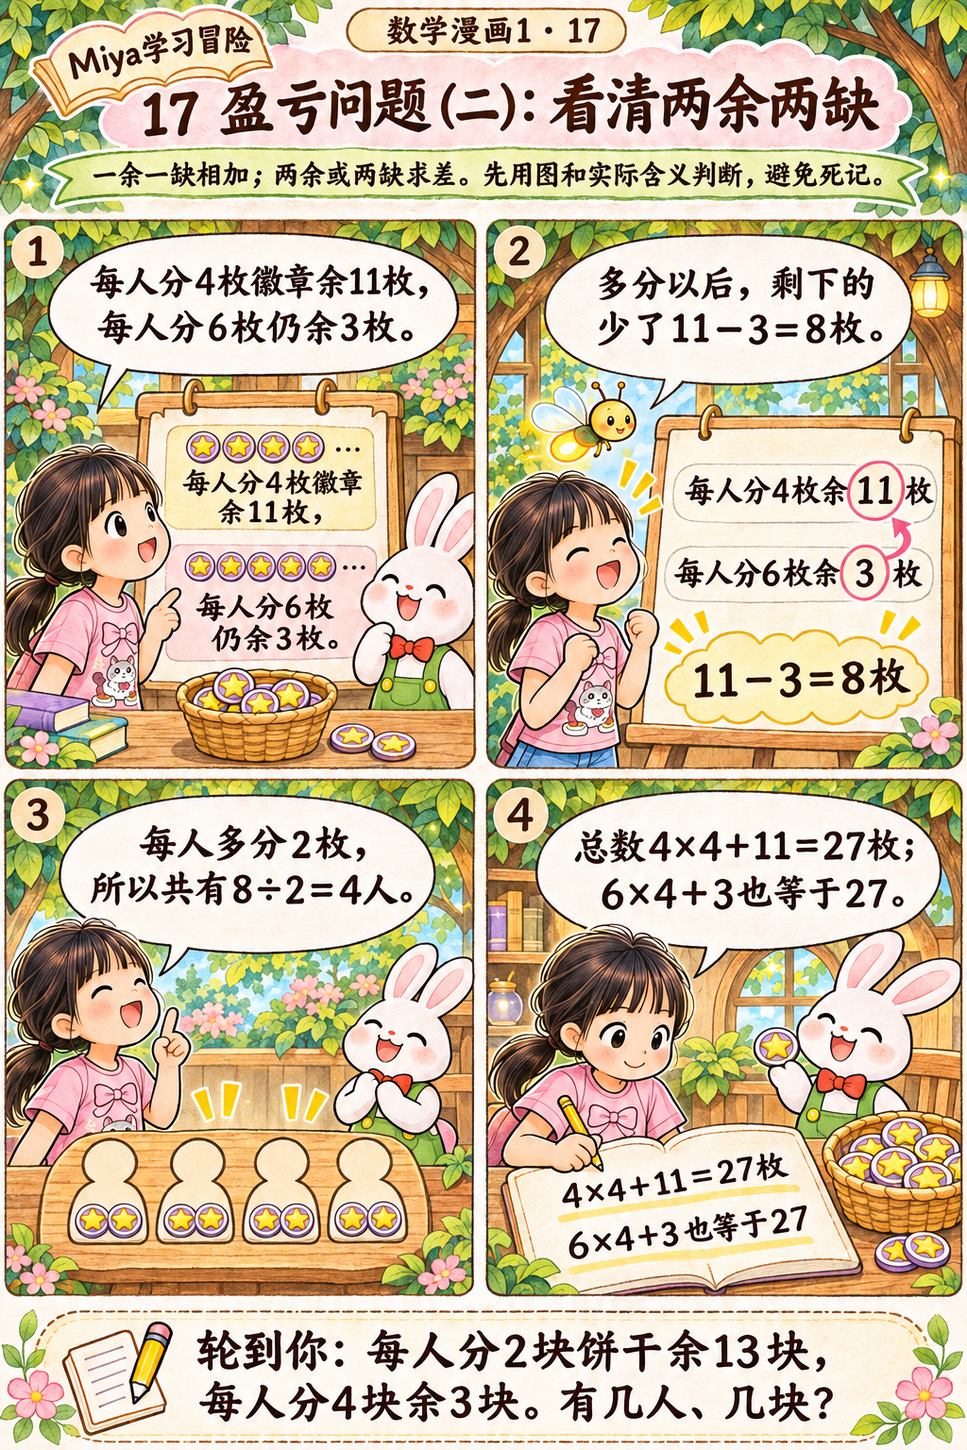 Miya学习冒险
数学漫画1·17
17 盈亏问题(二)：看清两余两缺
一余一缺相加；两余或两缺求差。先用图和实际含义判断，避免死记。
1
每人分4枚徽章余11枚，
每人分6枚仍余3枚。
…
每人分4枚徽章
余11枚，
…
每人分6枚
仍余3枚。
2
多分以后，剩下的
少了11－3＝8枚。
每人分4枚余11枚
每人分6枚余3枚
11－3＝8枚
3
每人多分2枚，
所以共有8÷2＝4人。
4
总数4×4＋11＝27枚；
6×4＋3也等于27。
4×4＋11＝27枚
6×4＋3也等于27
轮到你：每人分2块饼干余13块，
每人分4块余3块。有几人、几块？